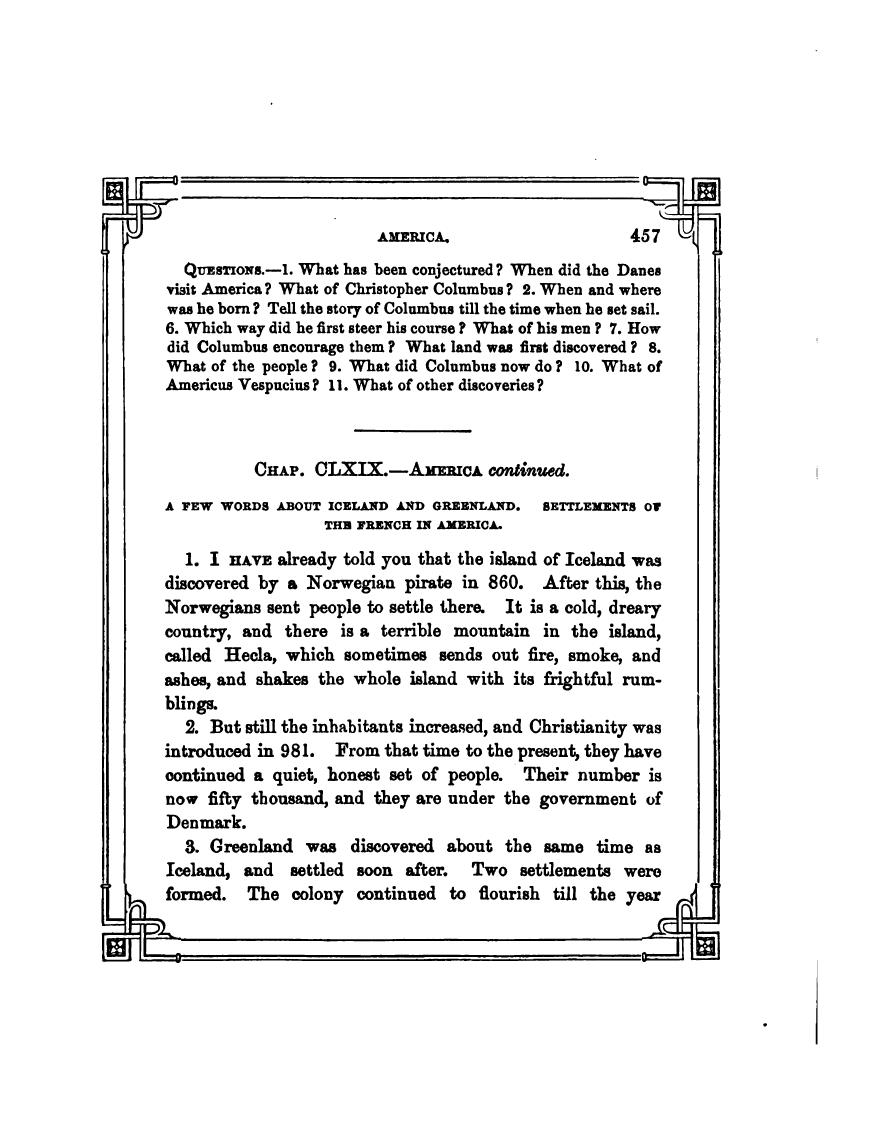 AMERICA. 457
QUESTIONS.—1. What has been conjectured? When did the Danes
visit America? What of Christopher Columbus? 2. When and where
was he born? Tell the story of Columbus till the time when he set sail.
6. Which way did he first steer his course? What of his men? 7. How
did Columbus encourage them? What land was first discovered? 8.
What of the people? 9. What did Columbus now do? 10. What of
Americus Vespucius? 11. What of other discoveries?
CHAP. CLXIX.—AMERICA continued.
A FEW WORDS ABOUT ICELAND AND GREENLAND. SETTLEMENTS OF
THE FRENCH IN AMERICA.
1. I HAVE already told you that the island of Iceland was
discovered by a Norwegian pirate in 860. After this, the
Norwegians sent people to settle there. It is a cold, dreary
country, and there is a terrible mountain in the island,
called Hecla, which sometimes sends out fire, smoke, and
ashes, and shakes the whole island with its frightful rum-
blings.
2. But still the inhabitants increased, and Christianity was
introduced in 981. From that time to the present, they have
continued a quiet, honest set of people. Their number is
now fifty thousand, and they are under the government of
Denmark.
3. Greenland was discovered about the same time as
Iceland, and settled soon after. Two settlements were
formed. The colony continued to flourish till the year